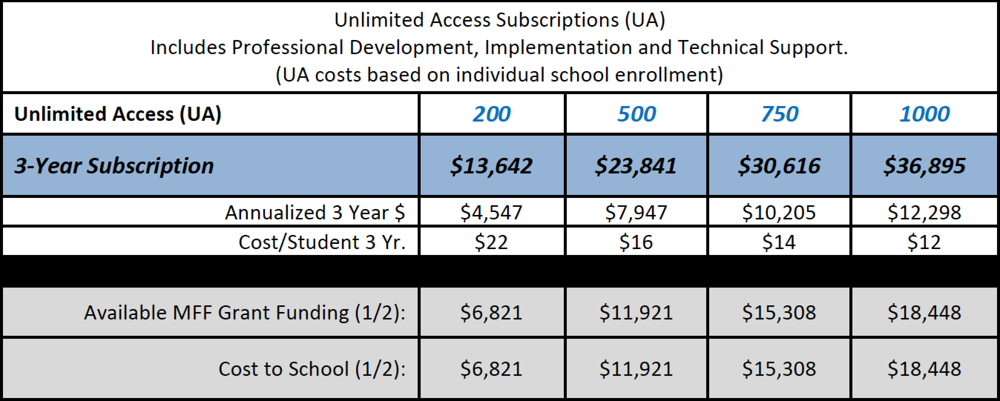 Unlimited Access Subscriptions (UA)
Includes Professional Development, Implementation and Technical Support.
(UA costs based on individual school enrollment)
Unlimited Access (UA) 200 500 750 1000
3-Year Subscription $13,642 $23,841 $30,616 $36,895
Annualized 3 Year $ $4,547 $7,947 $10,205 $12,298
Cost/Student 3 Yr. $22 $16 $14 $12
Available MFF Grant Funding (1/2): $6,821 $11,921 $15,308 $18,448
Cost to School (1/2): $6,821 $11,921 $15,308 $18,448